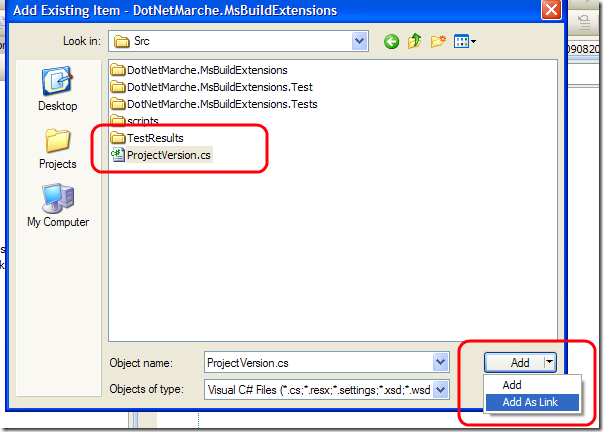 Add Existing Item - DotNetMarche.MsBuildExtensions
Look in: Src
090820
DotNetMarche.MsBuildExtensions
DotNetMarche.MsBuildExtensions.Test
DotNetMarche.MsBuildExtensions.Tests
scripts
TestResults
ProjectVersion.cs
Desktop
Projects
My Computer
Object name: ProjectVersion.cs
Add
Objects of type: Visual C# Files (*.cs;*.resx;*.settings;*.xsd;*.wsd
Add
Add As Link